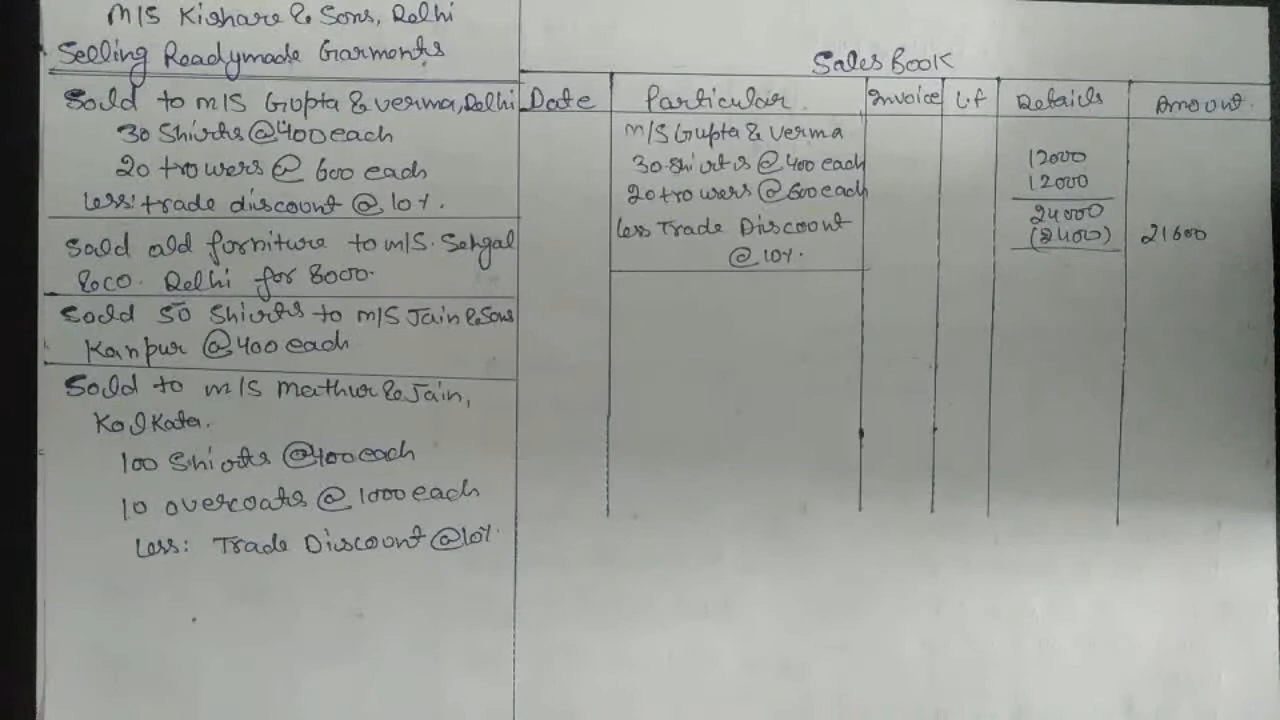 M/S Kishore & Sons, Delhi
Selling Readymade Garments
Sold to M/S Gupta & Verma, Delhi
30 Shirts @ 400 each
20 trowers @ 600 each
Less: trade discount @ 10%.
Sold old forniture to M/S. Sehgal
& co. Delhi for 8000.
Sold 50 Shirts to M/S Jain & Sons
Kanpur @ 400 each
Sold to M/S Mathur & Jain,
Kolkata.
100 Shirts @ 400 each
10 overcoats @ 1000 each
Less: Trade Discount @ 10%.
Sales Book
Date Particular Invoice L.f Details Amount.
M/S Gupta & Verma
30 shirts @ 400 each 12000
20 trowers @ 600 each 12000
24000
Less Trade Discount (2400) 21600
@ 10%.